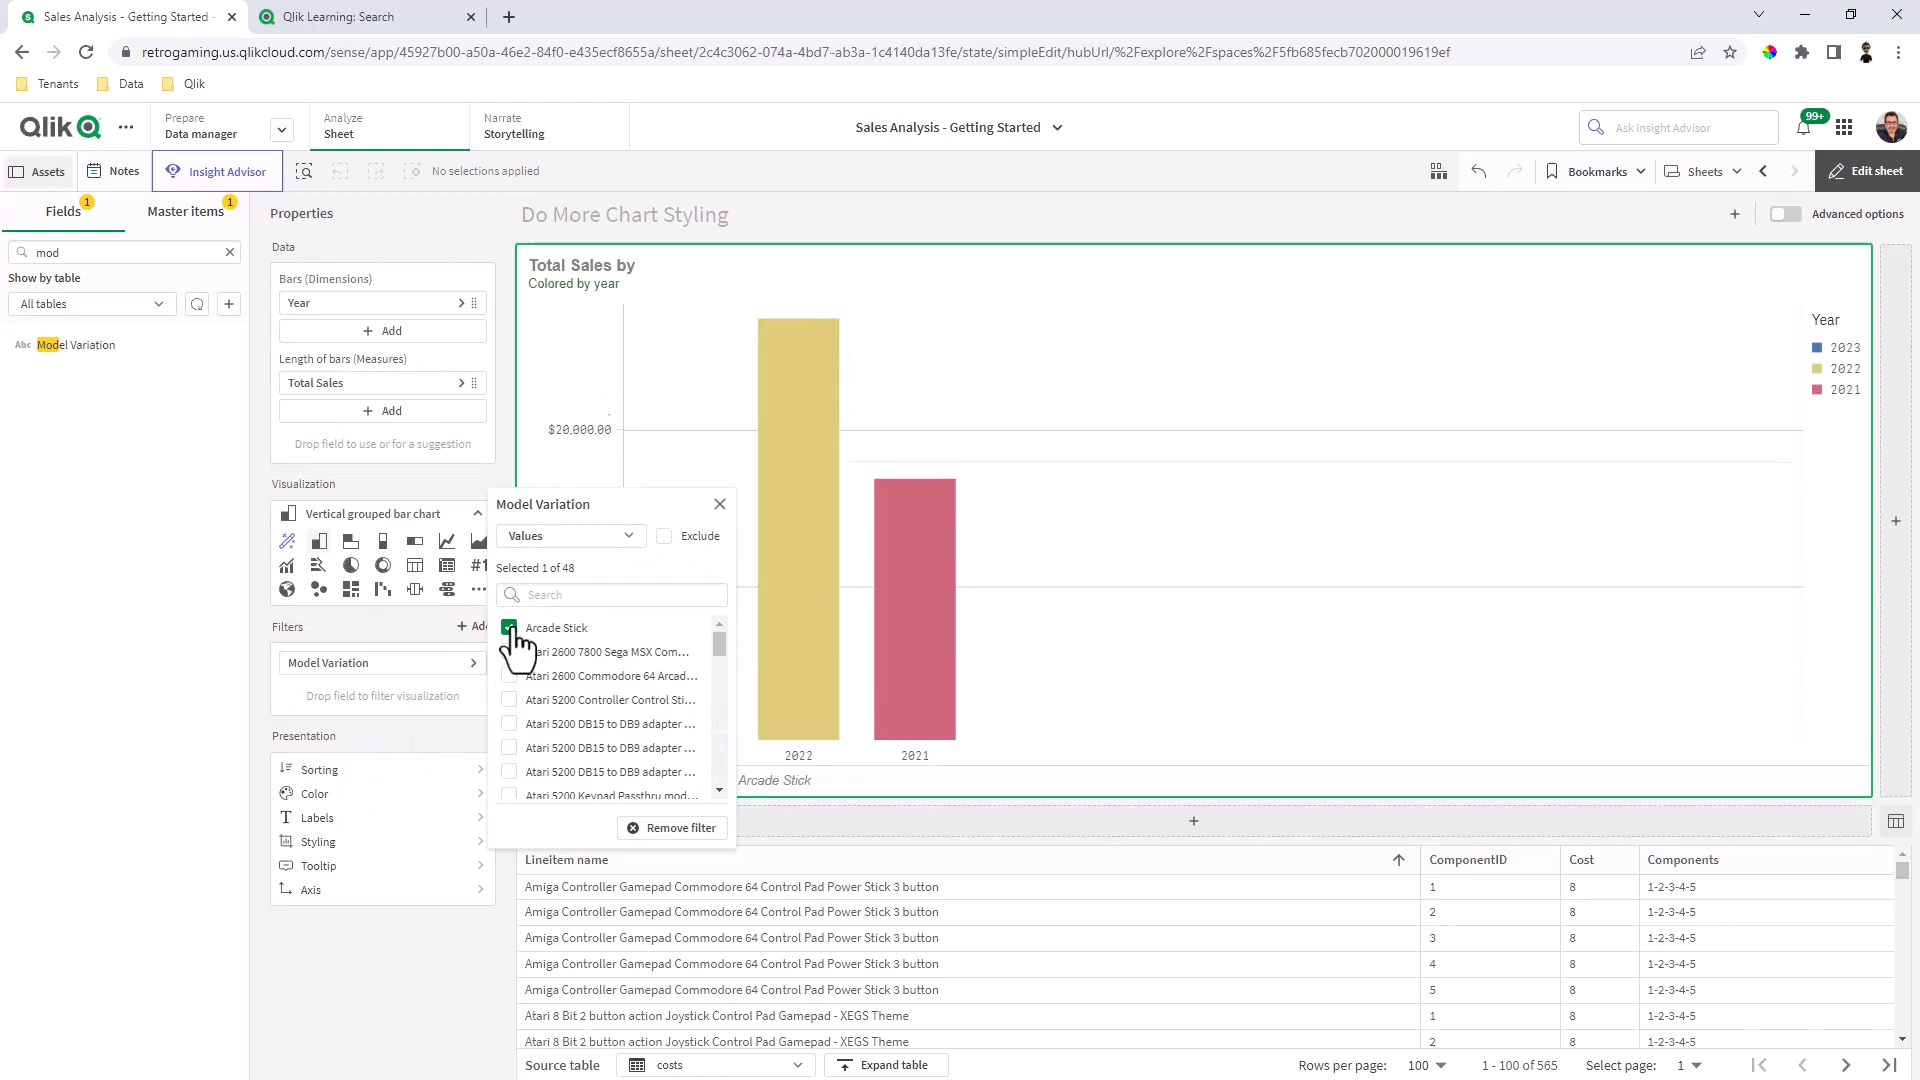 Sales Analysis - Getting Started -
Qlik Learning: Search
retrogaming.us.qlikcloud.com/sense/app/45927b00-a50a-46e2-84f0-e435ecf8655a/sheet/2c4c3062-074a-4bd7-ab3a-1c4140da13fe/state/simpleEdit/hubUrl/%2Fexplore%2Fspaces%2F5fb685fecb702000019619ef
Tenants
Data
Qlik
Qlik
Prepare
Data manager
Analyze
Sheet
Narrate
Storytelling
Sales Analysis - Getting Started
Ask Insight Advisor
99+
Assets
Notes
Insight Advisor
No selections applied
Bookmarks
Sheets
Edit sheet
Fields
1
Master items
1
mod
Show by table
All tables
Abc Model Variation
Properties
Data
Bars (Dimensions)
Year
Add
Length of bars (Measures)
Total Sales
Add
Drop field to use or for a suggestion
Visualization
Vertical grouped bar chart
#1
Filters
Add
Model Variation
Drop field to filter visualization
Presentation
Sorting
Color
Labels
Styling
Tooltip
Axis
Do More Chart Styling
Advanced options
Total Sales by
Colored by year
$20,000.00
2022
2021
Arcade Stick
Year
2023
2022
2021
Model Variation
Values
Exclude
Selected 1 of 48
Search
Arcade Stick
ari 2600 7800 Sega MSX Com...
Atari 2600 Commodore 64 Arcad...
Atari 5200 Controller Control Sti...
Atari 5200 DB15 to DB9 adapter ...
Atari 5200 DB15 to DB9 adapter ...
Atari 5200 DB15 to DB9 adapter ...
Atari 5200 Keypad Passthru mod...
Remove filter
Lineitem name ComponentID Cost Components
Amiga Controller Gamepad Commodore 64 Control Pad Power Stick 3 button 1 8 1-2-3-4-5
Amiga Controller Gamepad Commodore 64 Control Pad Power Stick 3 button 2 8 1-2-3-4-5
Amiga Controller Gamepad Commodore 64 Control Pad Power Stick 3 button 3 8 1-2-3-4-5
Amiga Controller Gamepad Commodore 64 Control Pad Power Stick 3 button 4 8 1-2-3-4-5
Amiga Controller Gamepad Commodore 64 Control Pad Power Stick 3 button 5 8 1-2-3-4-5
Atari 8 Bit 2 button action Joystick Control Pad Gamepad - XEGS Theme 1 8 1-2-3-4-5
Atari 8 Bit 2 button action Joystick Control Pad Gamepad - XEGS Theme 2 8 1-2-3-4-5
Source table
costs
Expand table
Rows per page: 100
1 - 100 of 565
Select page: 1